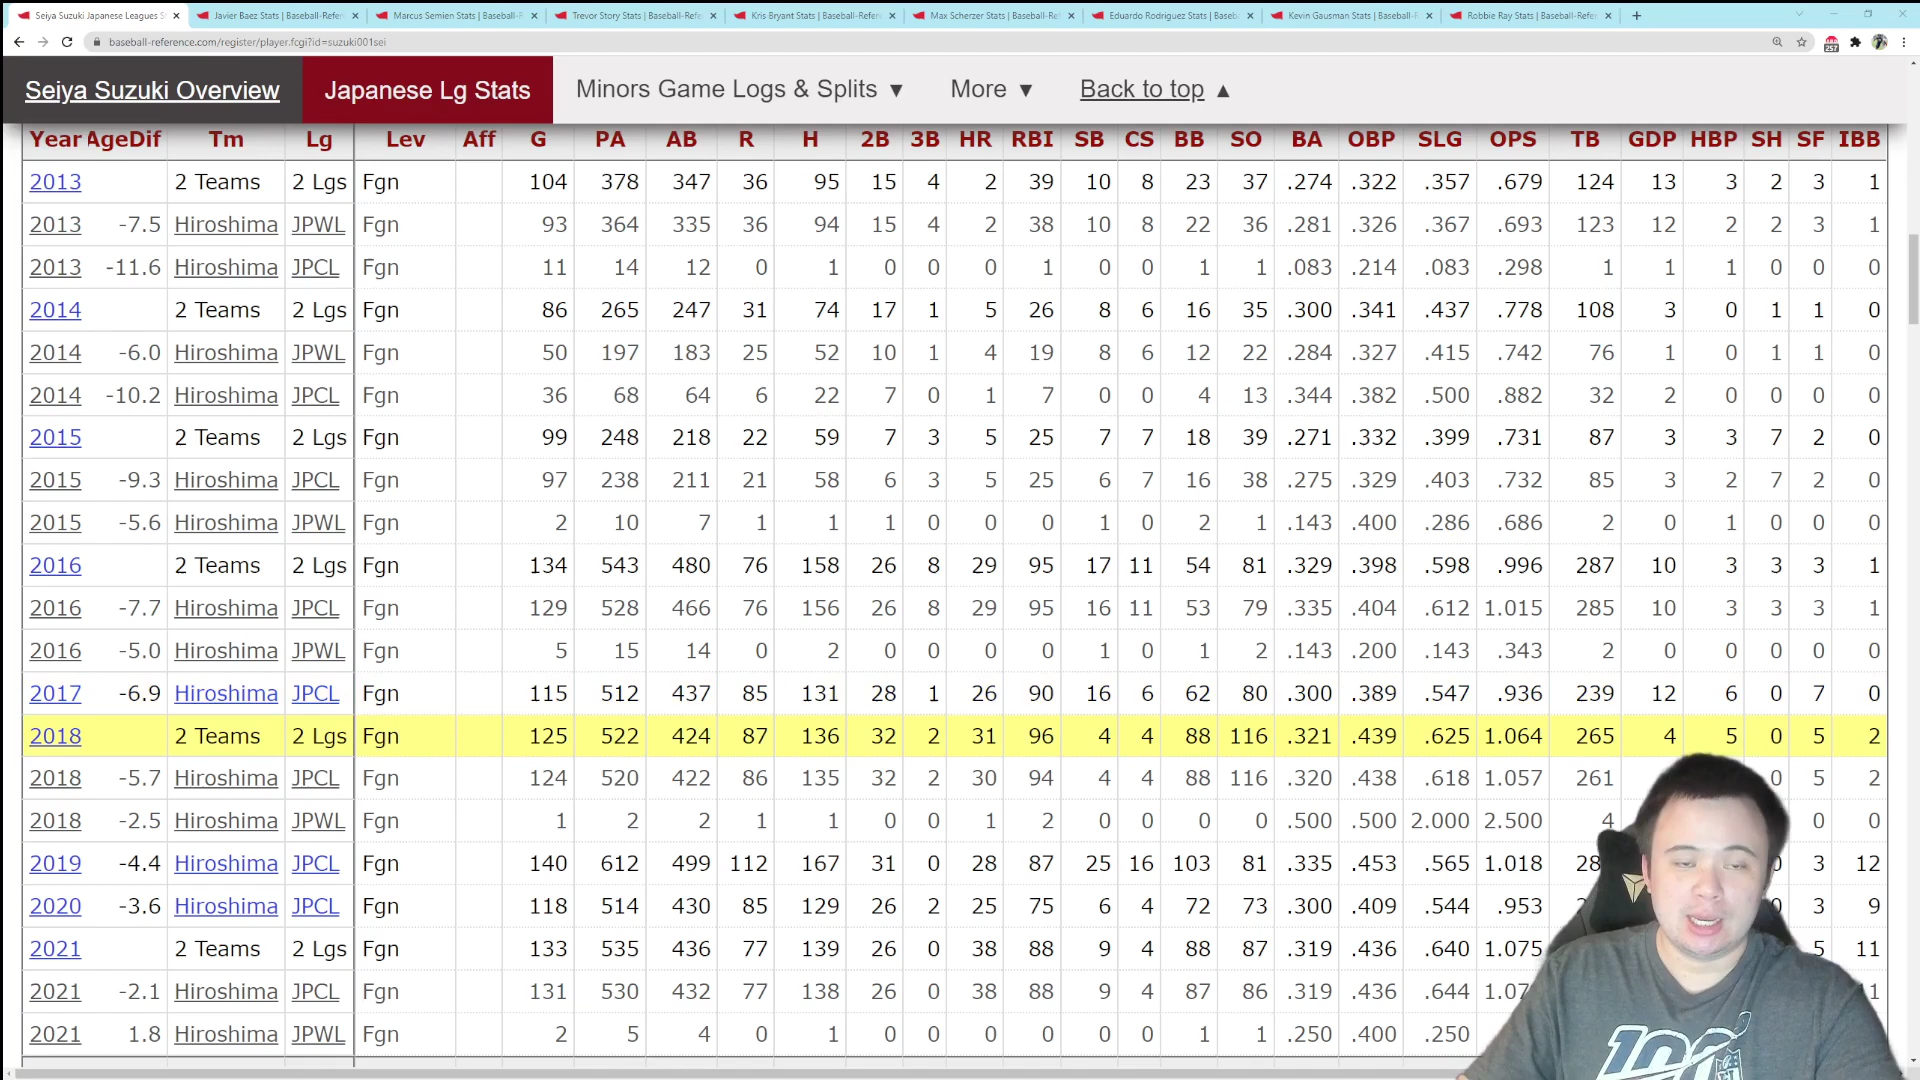 Seiya Suzuki Japanese Leagues S
Javier Baez Stats | Baseball-Refer
Marcus Semien Stats | Baseball-R
Trevor Story Stats | Baseball-Refe
Kris Bryant Stats | Baseball-Refere
Max Scherzer Stats | Baseball-Ref
Eduardo Rodriguez Stats | Baseba
Kevin Gausman Stats | Baseball-R
Robbie Ray Stats | Baseball-Refer
baseball-reference.com/register/player.fcgi?id=suzuki001sei
257
Seiya Suzuki Overview Japanese Lg Stats Minors Game Logs & Splits ▼ More ▼ Back to top ▲
Year AgeDif Tm Lg Lev Aff G PA AB R H 2B 3B HR RBI SB CS BB SO BA OBP SLG OPS TB GDP HBP SH SF IBB
2013 2 Teams 2 Lgs Fgn 104 378 347 36 95 15 4 2 39 10 8 23 37 .274 .322 .357 .679 124 13 3 2 3 1
2013 -7.5 Hiroshima JPWL Fgn 93 364 335 36 94 15 4 2 38 10 8 22 36 .281 .326 .367 .693 123 12 2 2 3 1
2013 -11.6 Hiroshima JPCL Fgn 11 14 12 0 1 0 0 0 1 0 0 1 1 .083 .214 .083 .298 1 1 1 0 0 0
2014 2 Teams 2 Lgs Fgn 86 265 247 31 74 17 1 5 26 8 6 16 35 .300 .341 .437 .778 108 3 0 1 1 0
2014 -6.0 Hiroshima JPWL Fgn 50 197 183 25 52 10 1 4 19 8 6 12 22 .284 .327 .415 .742 76 1 0 1 1 0
2014 -10.2 Hiroshima JPCL Fgn 36 68 64 6 22 7 0 1 7 0 0 4 13 .344 .382 .500 .882 32 2 0 0 0 0
2015 2 Teams 2 Lgs Fgn 99 248 218 22 59 7 3 5 25 7 7 18 39 .271 .332 .399 .731 87 3 3 7 2 0
2015 -9.3 Hiroshima JPCL Fgn 97 238 211 21 58 6 3 5 25 6 7 16 38 .275 .329 .403 .732 85 3 2 7 2 0
2015 -5.6 Hiroshima JPWL Fgn 2 10 7 1 1 1 0 0 0 1 0 2 1 .143 .400 .286 .686 2 0 1 0 0 0
2016 2 Teams 2 Lgs Fgn 134 543 480 76 158 26 8 29 95 17 11 54 81 .329 .398 .598 .996 287 10 3 3 3 1
2016 -7.7 Hiroshima JPCL Fgn 129 528 466 76 156 26 8 29 95 16 11 53 79 .335 .404 .612 1.015 285 10 3 3 3 1
2016 -5.0 Hiroshima JPWL Fgn 5 15 14 0 2 0 0 0 0 1 0 1 2 .143 .200 .143 .343 2 0 0 0 0 0
2017 -6.9 Hiroshima JPCL Fgn 115 512 437 85 131 28 1 26 90 16 6 62 80 .300 .389 .547 .936 239 12 6 0 7 0
2018 2 Teams 2 Lgs Fgn 125 522 424 87 136 32 2 31 96 4 4 88 116 .321 .439 .625 1.064 265 4 5 0 5 2
2018 -5.7 Hiroshima JPCL Fgn 124 520 422 86 135 32 2 30 94 4 4 88 116 .320 .438 .618 1.057 261 0 5 2
2018 -2.5 Hiroshima JPWL Fgn 1 2 2 1 1 0 0 1 2 0 0 0 0 .500 .500 2.000 2.500 4 0 0
2019 -4.4 Hiroshima JPCL Fgn 140 612 499 112 167 31 0 28 87 25 16 103 81 .335 .453 .565 1.018 28 3 12
2020 -3.6 Hiroshima JPCL Fgn 118 514 430 85 129 26 2 25 75 6 4 72 73 .300 .409 .544 .953 0 3 9
2021 2 Teams 2 Lgs Fgn 133 535 436 77 139 26 0 38 88 9 4 88 87 .319 .436 .640 1.075 5 11
2021 -2.1 Hiroshima JPCL Fgn 131 530 432 77 138 26 0 38 88 9 4 87 86 .319 .436 .644 1.07
2021 1.8 Hiroshima JPWL Fgn 2 5 4 0 1 0 0 0 0 0 0 1 1 .250 .400 .250
100